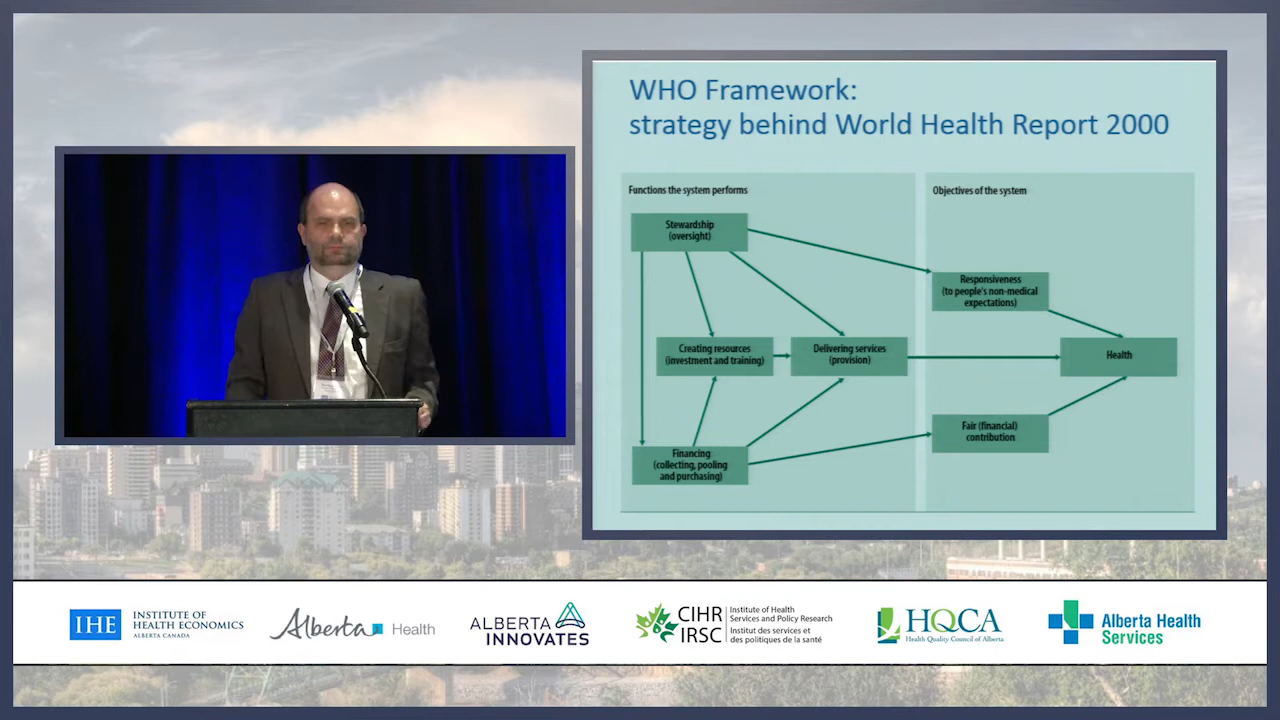 WHO Framework:
strategy behind World Health Report 2000
Functions the system performs
Objectives of the system
Stewardship
(oversight)
Responsiveness
(to people's non-medical
expectations)
Creating resources
(investment and training)
Delivering services
(provision)
Health
Fair (financial)
contribution
Financing
(collecting, pooling
and purchasing)
IHE
INSTITUTE OF
HEALTH ECONOMICS
ALBERTA CANADA
Alberta Health
ALBERTA
INNOVATES
CIHR
IRSC
Institute of Health
Services and Policy Research
Institut des services et
des politiques de la santé
HQCA
Health Quality Council of Alberta
Alberta Health
Services